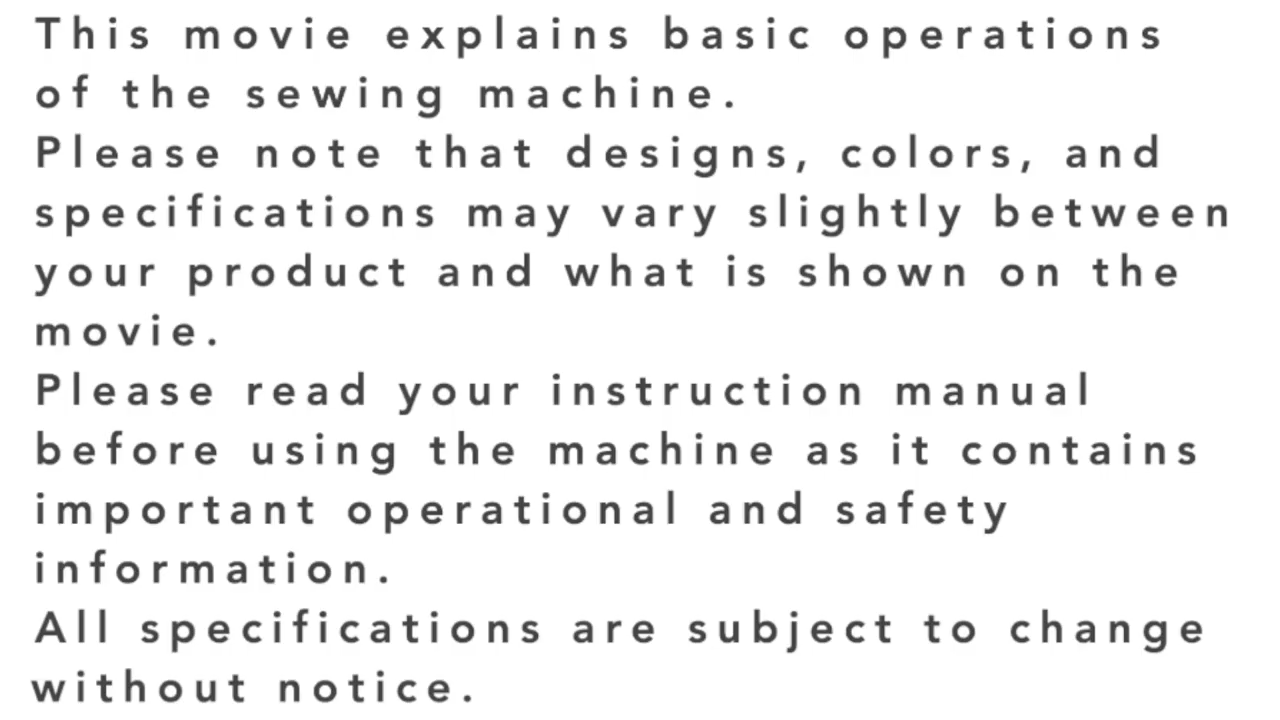 This movie explains basic operations
of the sewing machine.
Please note that designs, colors, and
specifications may vary slightly between
your product and what is shown on the
movie.
Please read your instruction manual
before using the machine as it contains
important operational and safety
information.
All specifications are subject to change
without notice.